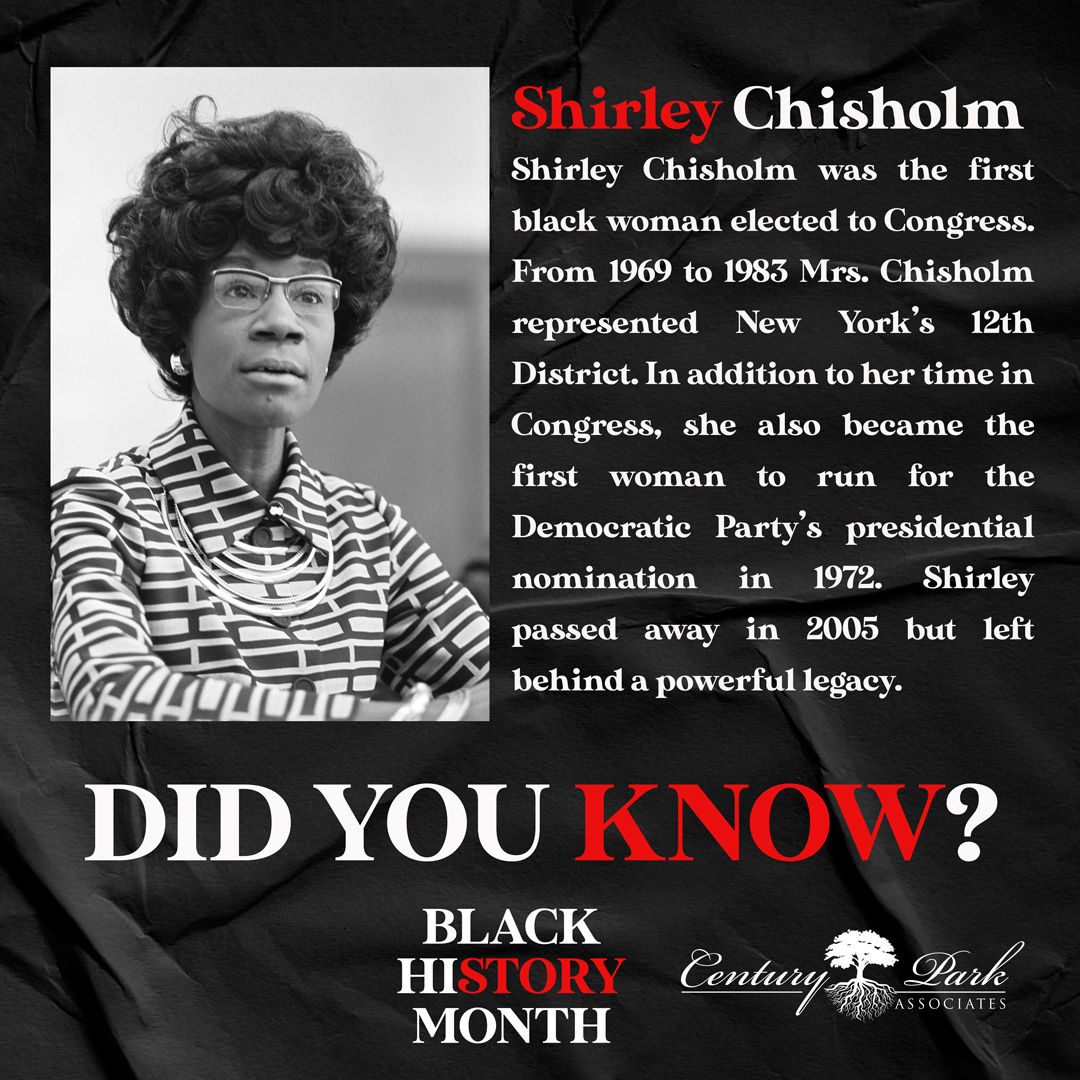 Shirley Chisholm
Shirley Chisholm was the first
black woman elected to Congress.
From 1969 to 1983 Mrs. Chisholm
represented New York's 12th
District. In addition to her time in
Congress, she also became the
first woman to run for the
Democratic Party's presidential
nomination in 1972. Shirley
passed away in 2005 but left
behind a powerful legacy.
DID YOU KNOW?
BLACK
HISTORY
MONTH
Century Park
ASSOCIATES